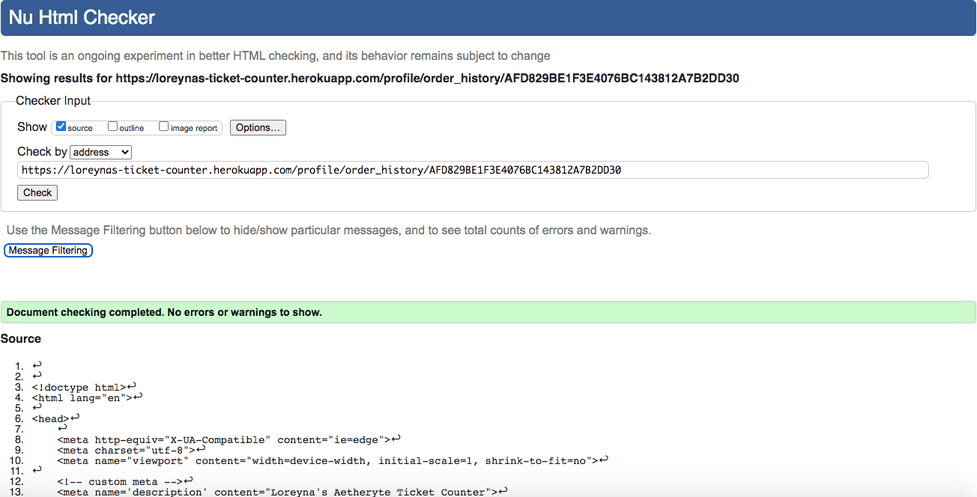 Nu Html Checker
This tool is an ongoing experiment in better HTML checking, and its behavior remains subject to change
Showing results for https://loreynas-ticket-counter.herokuapp.com/profile/order_history/AFD829BE1F3E4076BC143812A7B2DD30
Checker Input
Show source outline image report Options...
Check by address
https://loreynas-ticket-counter.herokuapp.com/profile/order_history/AFD829BE1F3E4076BC143812A7B2DD30
Check
Use the Message Filtering button below to hide/show particular messages, and to see total counts of errors and warnings.
Message Filtering
Document checking completed. No errors or warnings to show.
Source
1. ↩
2. ↩
3. <!doctype html>↩
4. <html lang="en">↩
5. ↩
6. <head>↩
7. ↩
8. <meta http-equiv="X-UA-Compatible" content="ie=edge">↩
9. <meta charset="utf-8">↩
10. <meta name="viewport" content="width=device-width, initial-scale=1, shrink-to-fit=no">↩
11. ↩
12. <!-- custom meta -->↩
13. <meta name='description' content="Loreyna's Aetheryte Ticket Counter">↩